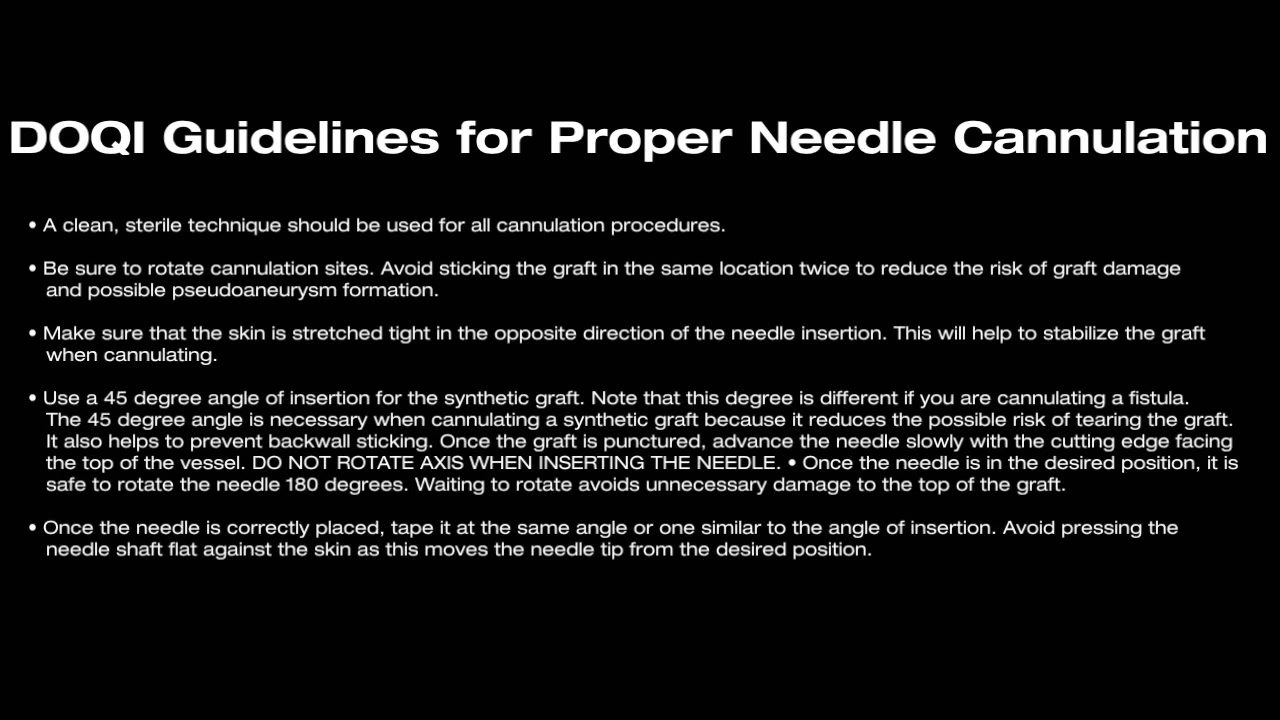 DOQI Guidelines for Proper Needle Cannulation
• A clean, sterile technique should be used for all cannulation procedures.
• Be sure to rotate cannulation sites. Avoid sticking the graft in the same location twice to reduce the risk of graft damage
and possible pseudoaneurysm formation.
• Make sure that the skin is stretched tight in the opposite direction of the needle insertion. This will help to stabilize the graft
when cannulating.
• Use a 45 degree angle of insertion for the synthetic graft. Note that this degree is different if you are cannulating a fistula.
The 45 degree angle is necessary when cannulating a synthetic graft because it reduces the possible risk of tearing the graft.
It also helps to prevent backwall sticking. Once the graft is punctured, advance the needle slowly with the cutting edge facing
the top of the vessel. DO NOT ROTATE AXIS WHEN INSERTING THE NEEDLE. • Once the needle is in the desired position, it is
safe to rotate the needle 180 degrees. Waiting to rotate avoids unnecessary damage to the top of the graft.
• Once the needle is correctly placed, tape it at the same angle or one similar to the angle of insertion. Avoid pressing the
needle shaft flat against the skin as this moves the needle tip from the desired position.